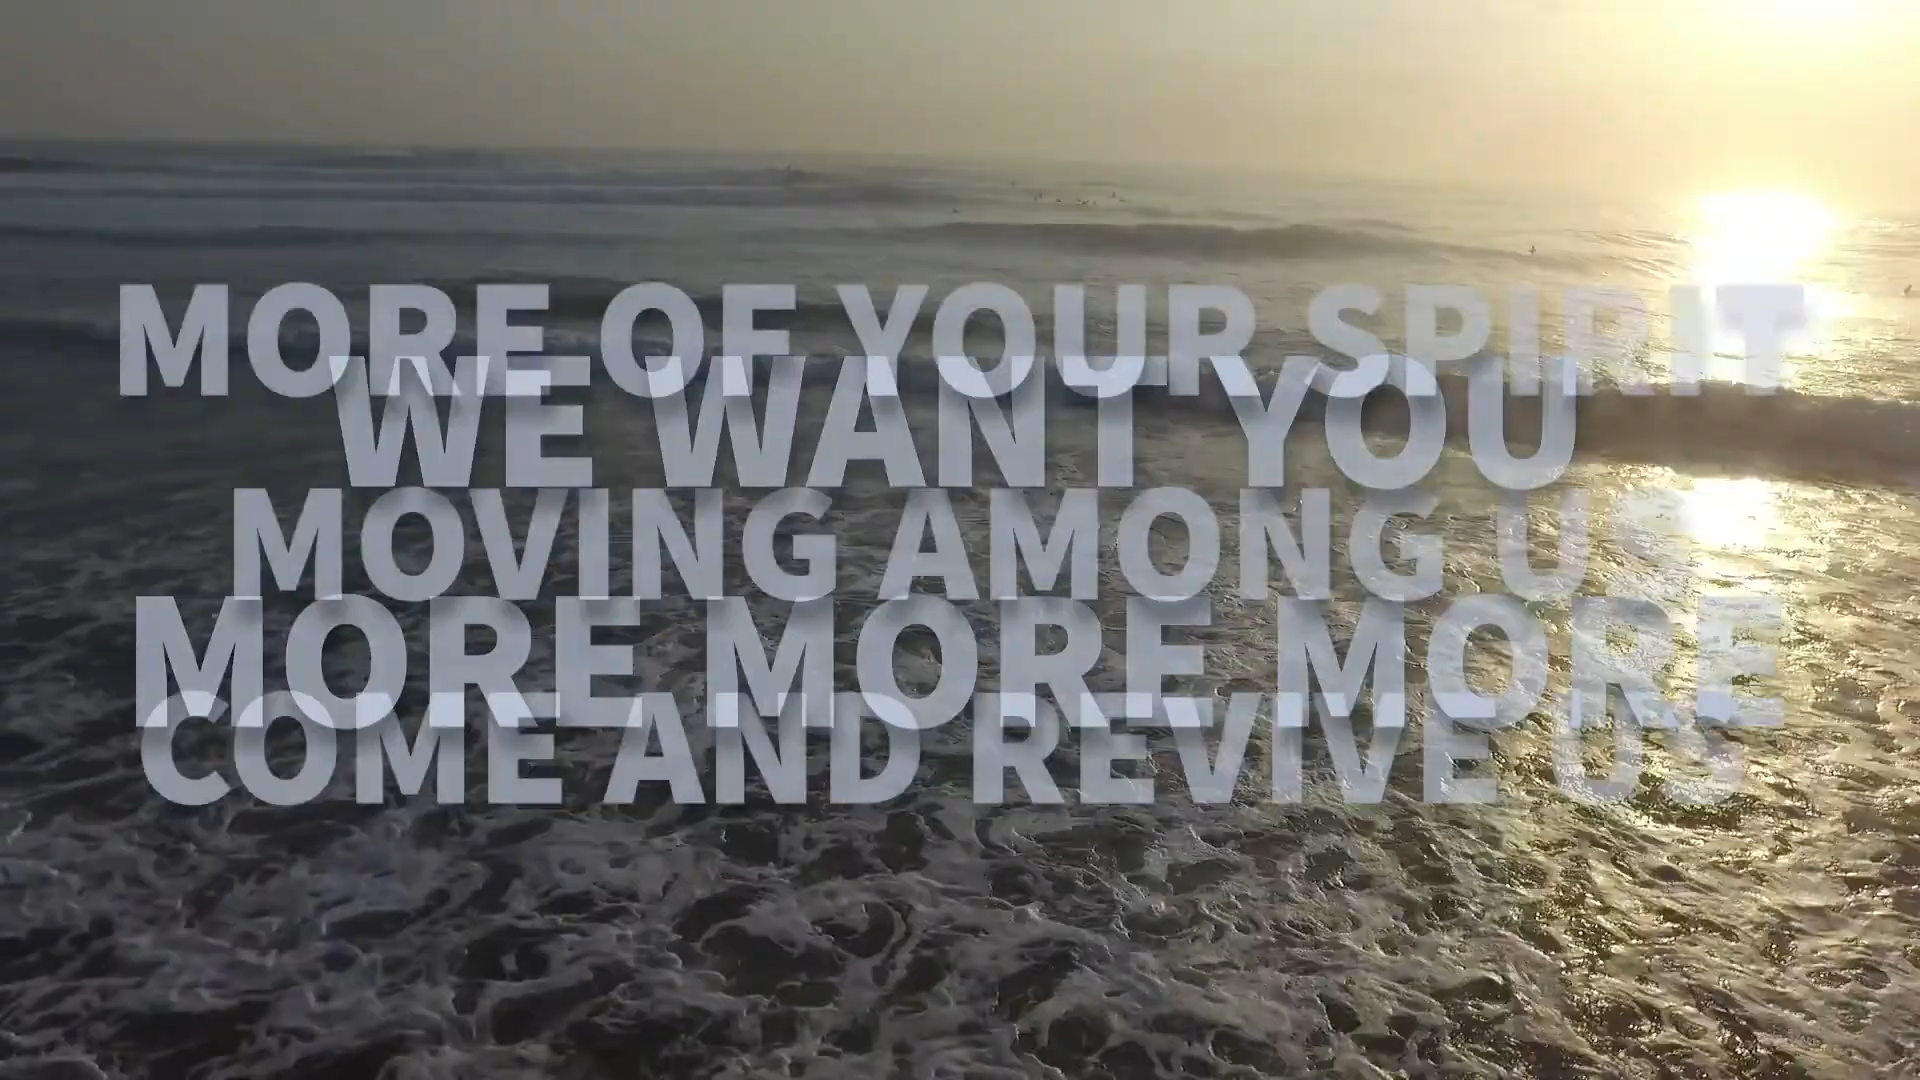 MORE OF YOUR SPIRIT
WE WANT YOU
MOVING AMONG US
MORE MORE MORE
COME AND REVIVE US